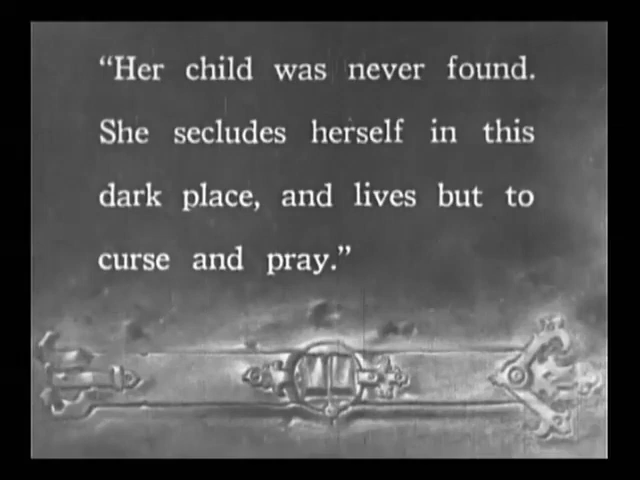 “Her child was never found.
She secludes herself in this
dark place, and lives but to
curse and pray.”